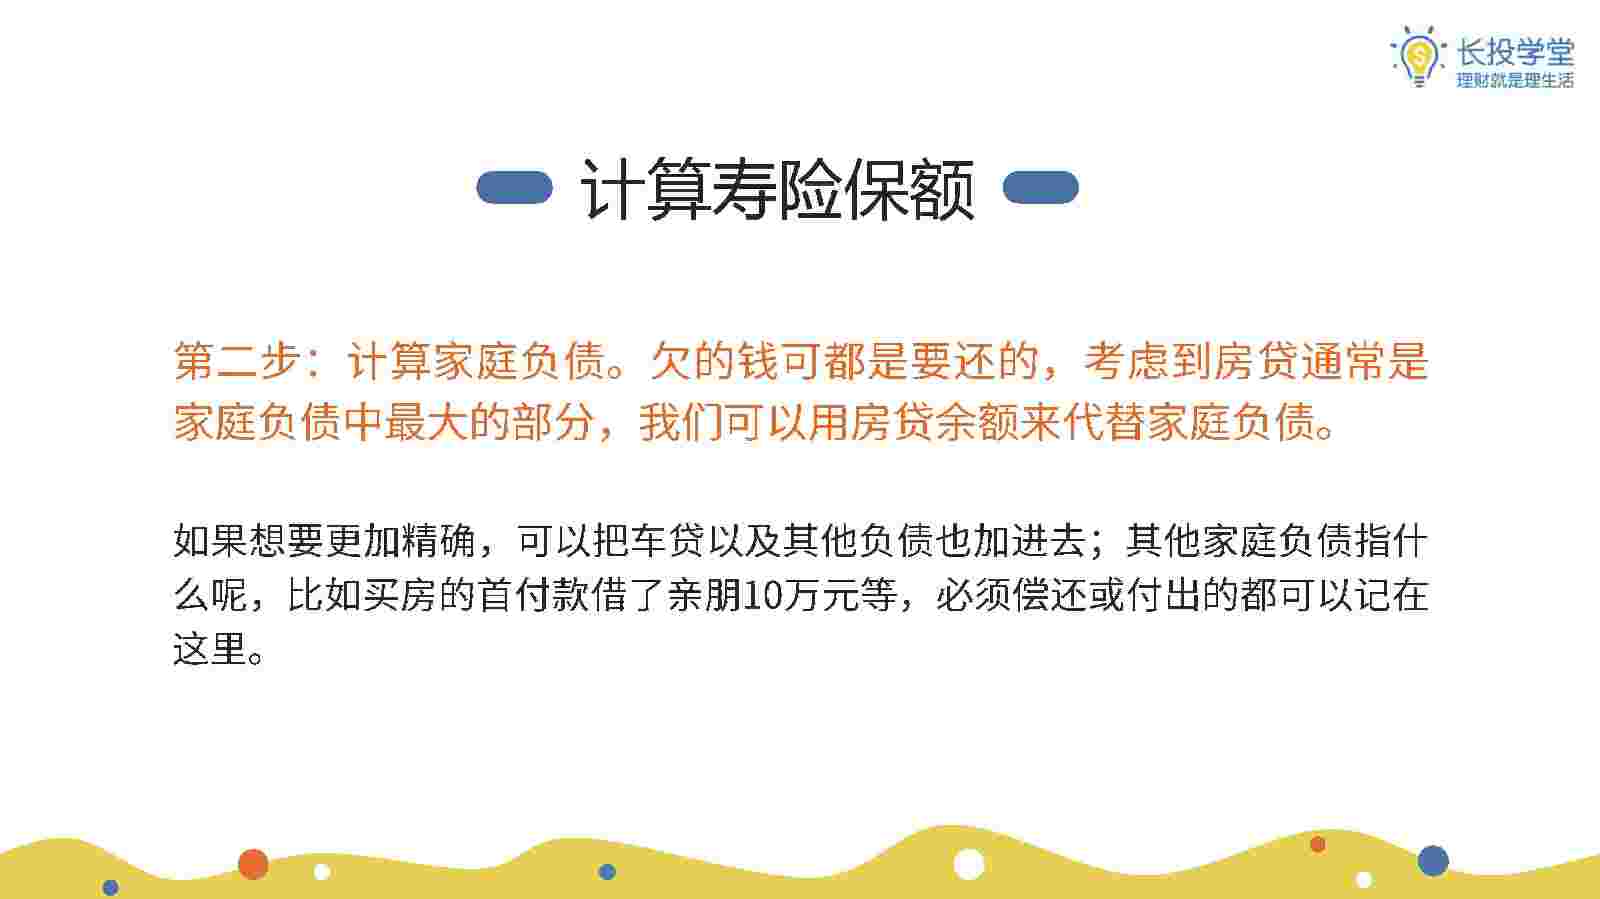 长投学堂
理财就是理生活
计算寿险保额
第二步：计算家庭负债。欠的钱可都是要还的，考虑到房贷通常是
家庭负债中最大的部分，我们可以用房贷余额来代替家庭负债。
如果想要更加精确，可以把车贷以及其他负债也加进去；其他家庭负债指什
么呢，比如买房的首付款借了亲朋10万元等，必须偿还或付出的都可以记在
这里。